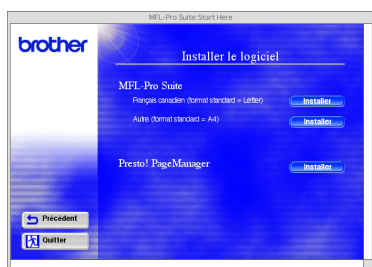 MFL-Pro Suite:Start Here
brother
Installer le logiciel
MFL-Pro Suite
Français canadien (format standard = Letter)
Installer
Autre (format standard = A4)
Installer
Presto! PageManager
Installer
Précédent
Quitter